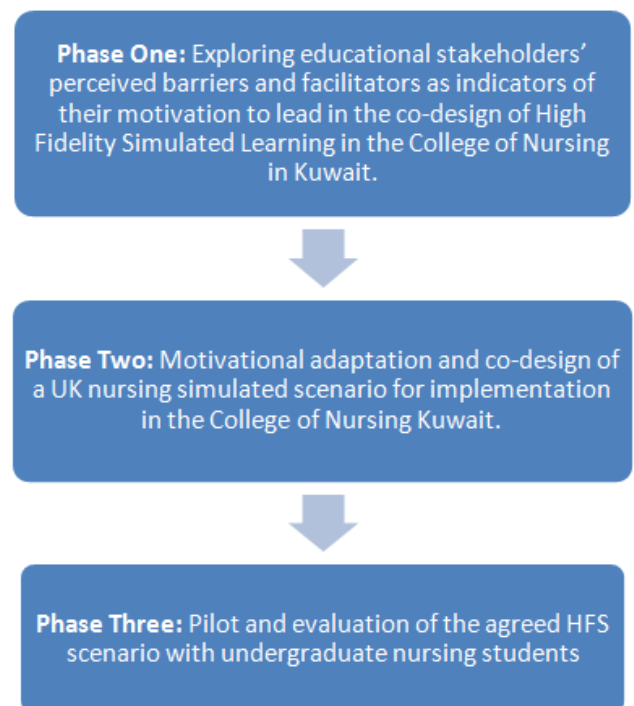 Phase One: Exploring educational stakeholders’
perceived barriers and facilitators as indicators of
their motivation to lead in the co-design of High
Fidelity Simulated Learning in the College of Nursing
in Kuwait.
Phase Two: Motivational adaptation and co-design of
a UK nursing simulated scenario for implementation
in the College of Nursing Kuwait.
Phase Three: Pilot and evaluation of the agreed HFS
scenario with undergraduate nursing students